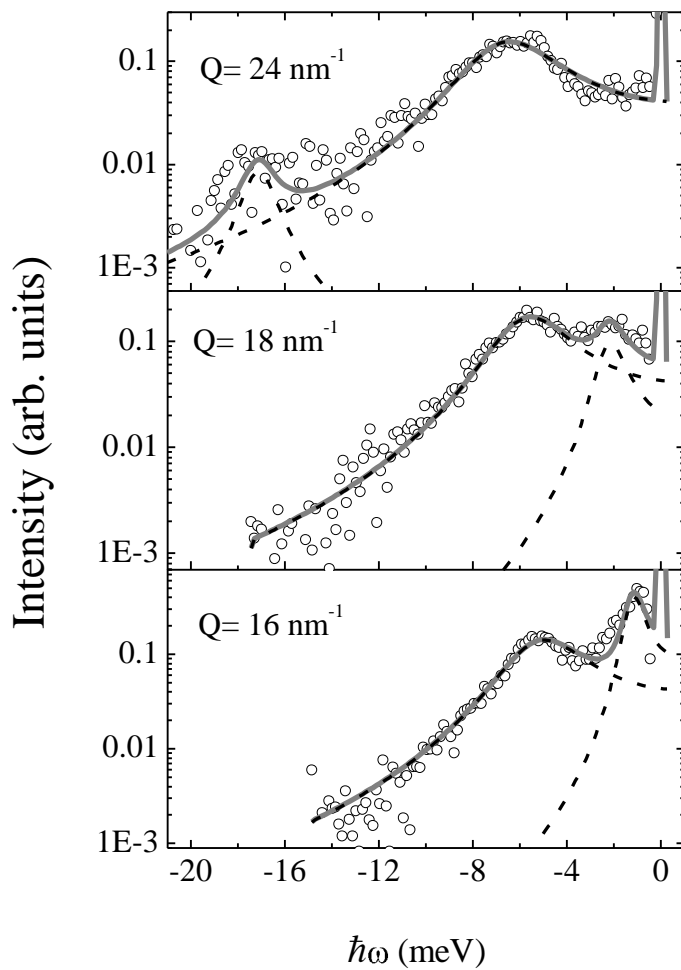 0.1
Q= 24 nm⁻¹
0.01
1E-3
0.1
Q= 18 nm⁻¹
0.01
1E-3
Q= 16 nm⁻¹
0.1
0.01
1E-3
Intensity (arb. units)
-20 -16 -12 -8 -4 0
ħω (meV)